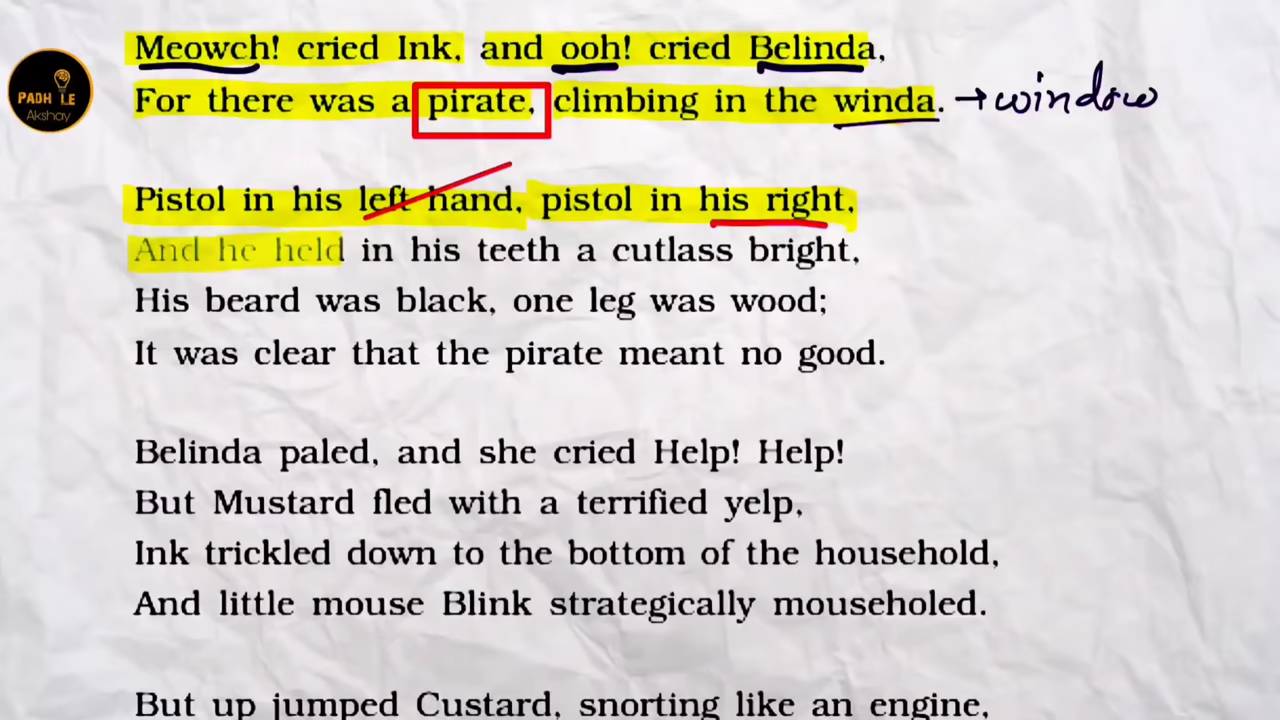 Meowch! cried Ink, and ooh! cried Belinda,
For there was a pirate, climbing in the winda. → window
PADH LE
Akshay
Pistol in his left hand, pistol in his right,
And he held in his teeth a cutlass bright,
His beard was black, one leg was wood;
It was clear that the pirate meant no good.
Belinda paled, and she cried Help! Help!
But Mustard fled with a terrified yelp,
Ink trickled down to the bottom of the household,
And little mouse Blink strategically mouseholed.
But up jumped Custard, snorting like an engine,